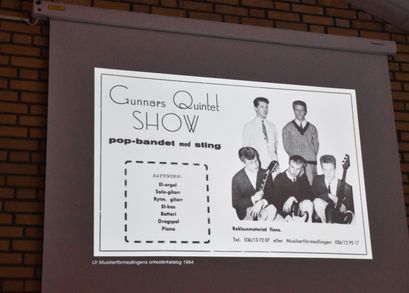 Gunnars Quintet
SHOW
pop-bandet med sting
SÄTTNING:
El-orgel
Solo-gitarr
Rytm. gitarr
El-bas
Batteri
Dragspel
Piano
Reklammaterial finns.
Tel. 036/13 72 07 eller Musikerförmedlingen 036/12 95 17
Ur Musikerförmedlingens orkesterkatalog 1964